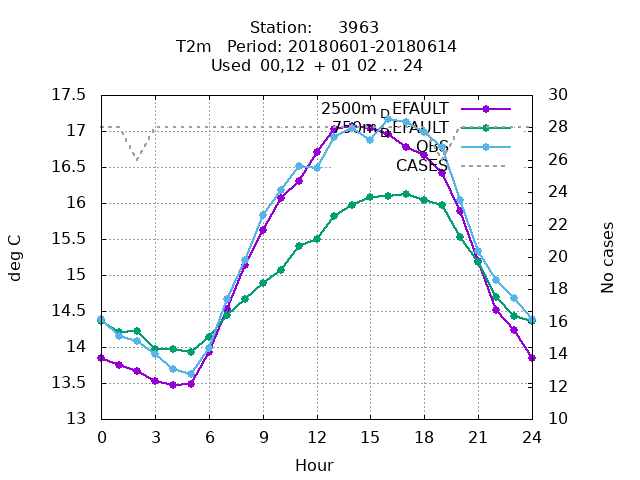 Station: 3963
T2m Period: 20180601-20180614
Used 00,12 + 01 02 ... 24
17.5
17
16.5
16
15.5
15
14.5
14
13.5
13
30
28
26
24
22
20
18
16
14
12
10
2500m_DEFAULT
750m_DEFAULT
OBS
CASES
deg C
No cases
0 3 6 9 12 15 18 21 24
Hour